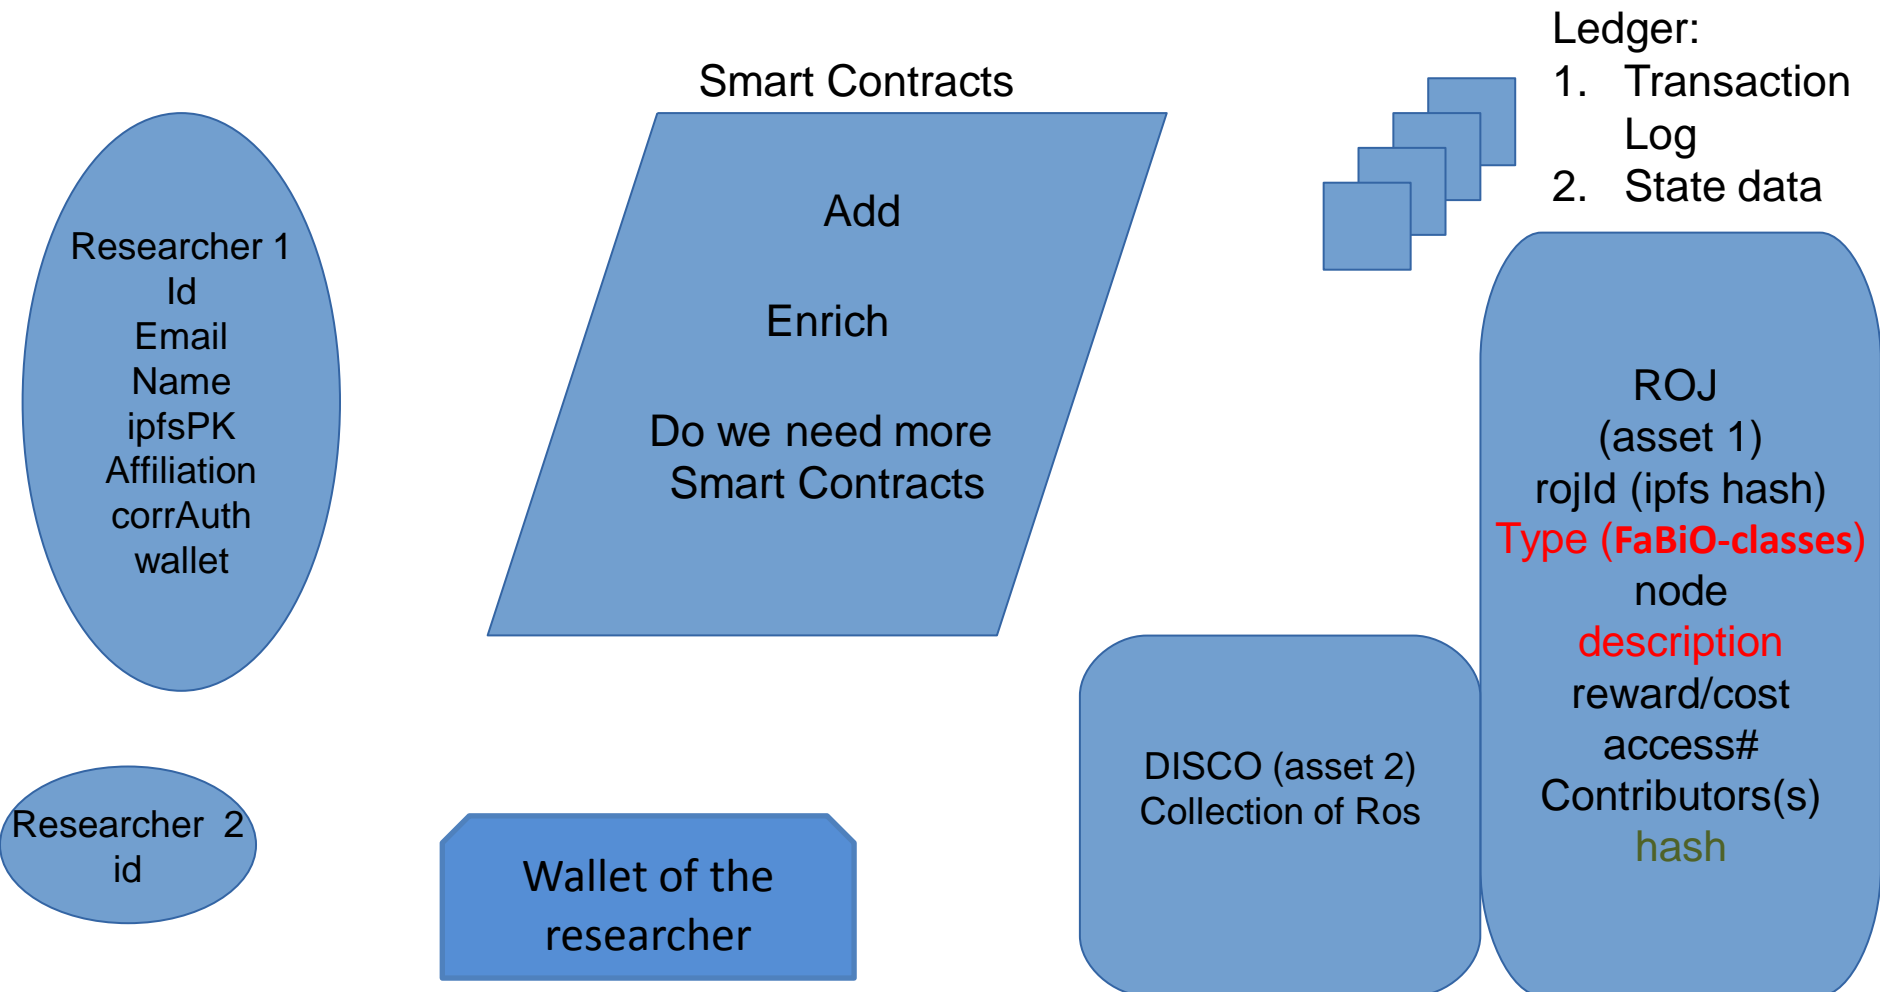 Smart Contracts
Ledger:
1. Transaction
Log
2. State data
Researcher 1
Id
Email
Name
ipfsPK
Affiliation
corrAuth
wallet
Add
Enrich
Do we need more
Smart Contracts
ROJ
(asset 1)
rojId (ipfs hash)
Type (FaBiO-classes)
node
description
reward/cost
access#
Contributors(s)
hash
Researcher 2
id
Wallet of the
researcher
DISCO (asset 2)
Collection of Ros